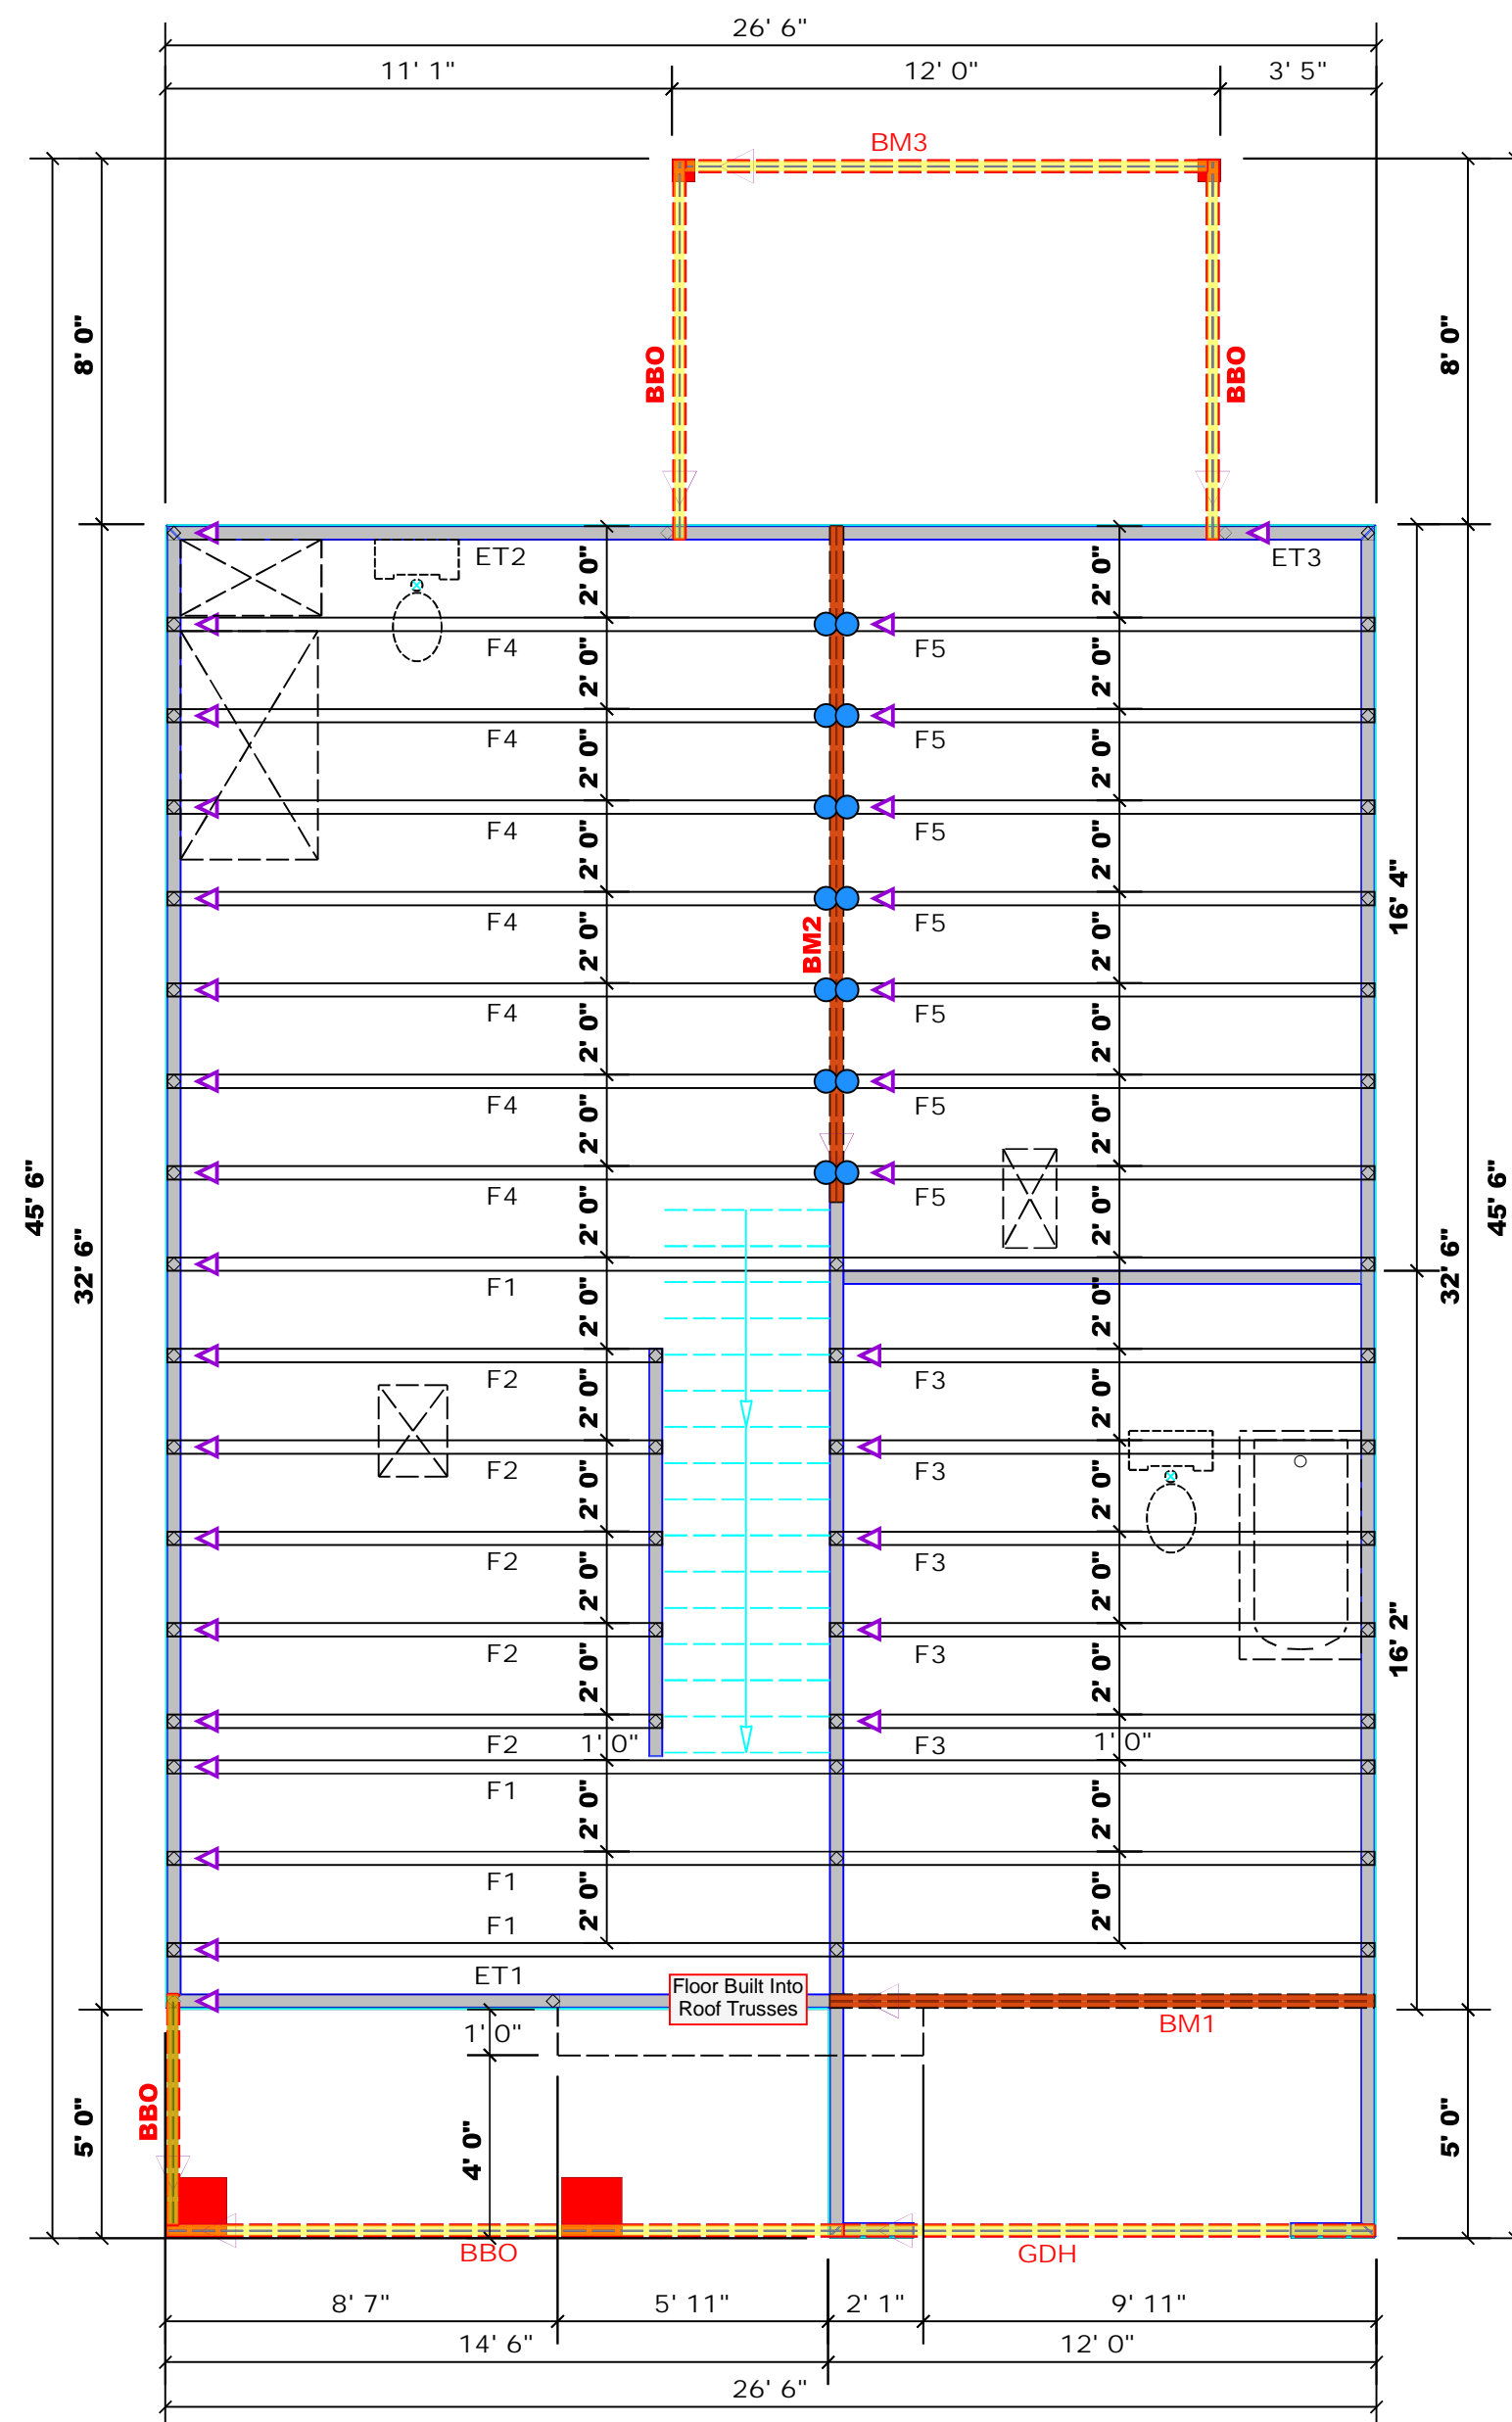 26' 6"
11' 1"
12' 0"
3' 5"
BM3
8' 0"
BBO
BBO
8' 0"
ET2
2' 0"
2' 0"
ET3
F4
F5
2' 0"
2' 0"
F4
F5
2' 0"
2' 0"
F4
F5
2' 0"
2' 0"
16' 4"
F4
BM2
F5
2' 0"
2' 0"
F4
F5
2' 0"
2' 0"
F4
F5
2' 0"
2' 0"
45' 6"
45' 6"
F4
F5
2' 0"
2' 0"
32' 6"
32' 6"
F1
2' 0"
2' 0"
F2
F3
2' 0"
2' 0"
F2
F3
2' 0"
2' 0"
F2
F3
2' 0"
2' 0"
16' 2"
F2
F3
2' 0"
2' 0"
F2
1' 0"
F3
1' 0"
F1
2' 0"
2' 0"
F1
2' 0"
2' 0"
F1
ET1
Floor Built Into
Roof Trusses
BM1
1' 0"
5' 0"
BBO
4' 0"
5' 0"
BBO
GDH
8' 7"
5' 11"
2' 1"
9' 11"
14' 6"
12' 0"
26' 6"